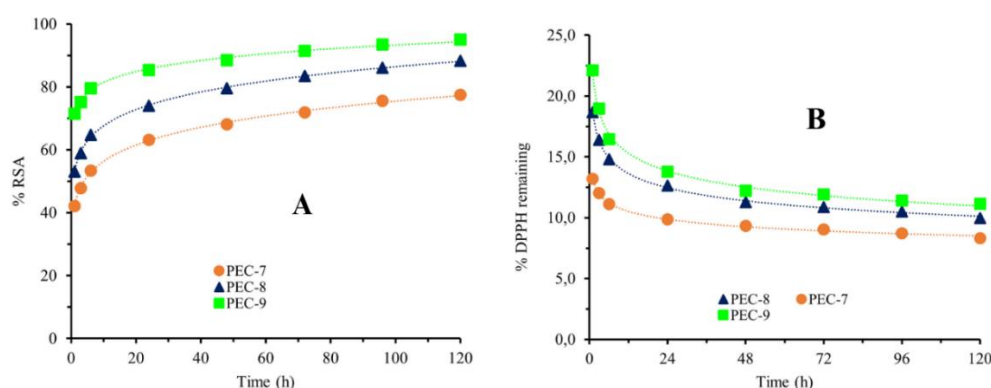 100
80
60
40
20
0
% RSA
A
PEC-7
PEC-8
PEC-9
0 20 40 60 80 100 120
Time (h)
25,0
20,0
15,0
10,0
5,0
0,0
% DPPH remaining
B
PEC-8 PEC-7
PEC-9
0 24 48 72 96 120
Time (h)